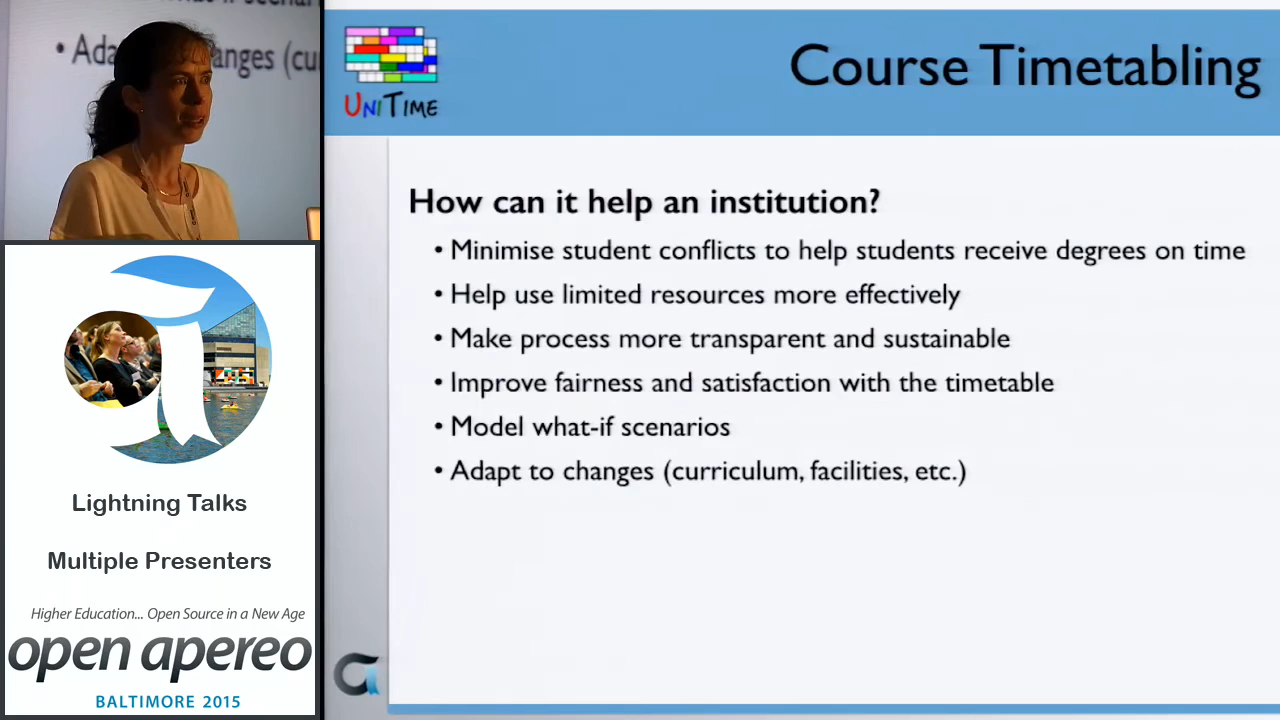 Ada
anges (cu
UNITIME
Course Timetabling
How can it help an institution?
• Minimise student conflicts to help students receive degrees on time
• Help use limited resources more effectively
• Make process more transparent and sustainable
• Improve fairness and satisfaction with the timetable
• Model what-if scenarios
• Adapt to changes (curriculum, facilities, etc.)
Lightning Talks
Multiple Presenters
Higher Education... Open Source in a New Age
open apereo
BALTIMORE 2015